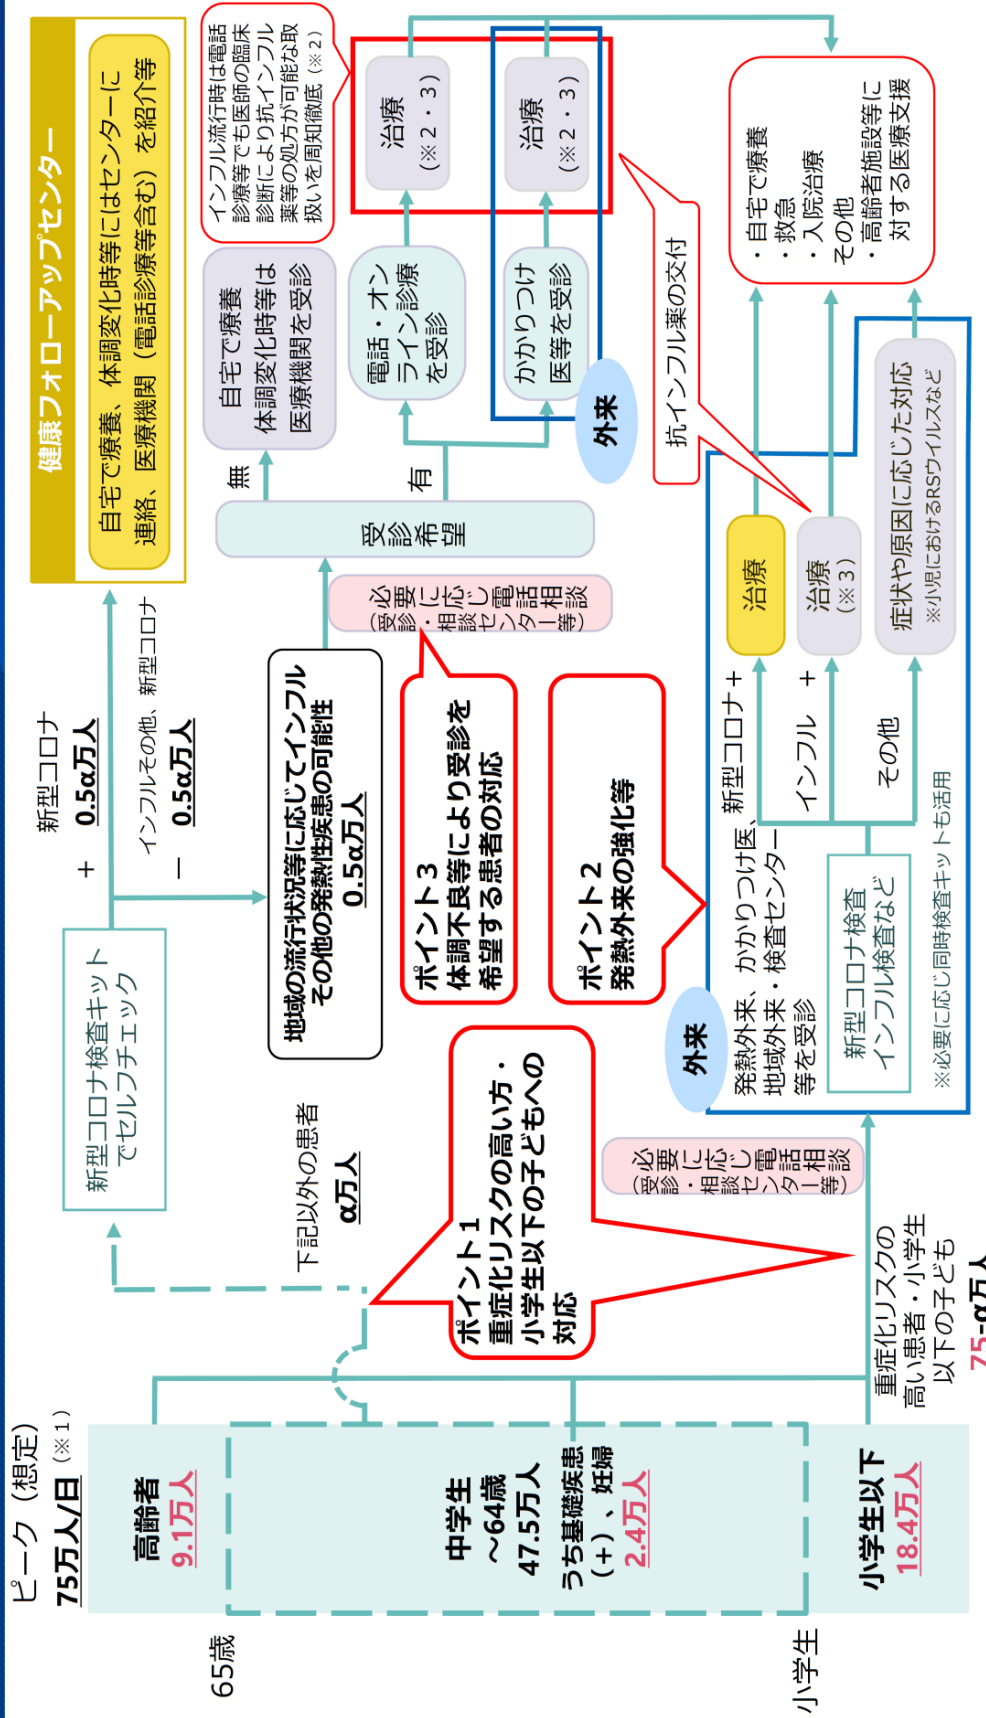 ピーク（想定）
75万人/日（※１）
65歳
小学生
高齢者
9.1万人
中学生
～64歳
47.5万人
うち基礎疾患
（+）、妊婦
2.4万人
小学生以下
18.4万人
下記以外の患者
α万人
新型コロナ検査キット
でセルフチェック
新型コロナ
＋ 0.5α万人
インフルその他、新型コロナ
－ 0.5α万人
健康フォローアップセンター
自宅で療養、体調変化時等にはセンターに
連絡、医療機関（電話診療等含む）を紹介等
地域の流行状況等に応じてインフル
その他の発熱性疾患の可能性
0.5α万人
必要に応じ電話相談
（受診・相談センター等）
受診
希望
無
有
自宅で療養
体調変化時等は
医療機関を受診
電話・オン
ライン診療
を受診
かかりつけ
医等を受診
外来
インフル流行時は電話
診療等でも医師の臨床
診断により抗インフル
薬等の処方が可能な取
扱いを周知徹底（※２）
治療
（※２・３）
治療
（※２・３）
ポイント１
重症化リスクの高い方・
小学生以下の子どもへの
対応
ポイント３
体調不良等により受診を
希望する患者の対応
ポイント２
発熱外来の強化等
重症化リスクの
高い患者・小学生
以下の子ども
75-α万人
必要に応じ電話相談
（受診・相談センター等）
外来
発熱外来、かかりつけ医、
地域外来・検査センター
等を受診
新型コロナ検査
インフル検査など
※必要に応じ同時検査キットも活用
新型コロナ＋
インフル ＋
その他
治療
治療
（※３）
症状や原因に応じた対応
※小児におけるRSウイルスなど
抗インフル薬の交付
・自宅で療養
・救急
・入院治療
その他
・高齢者施設等に
対する医療支援